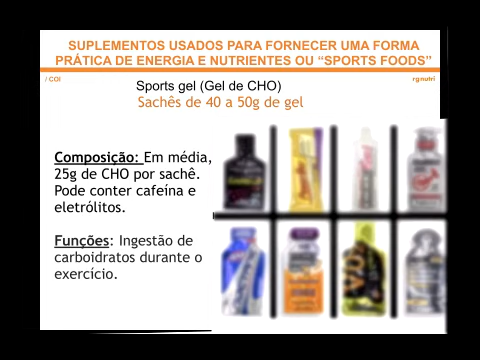 SUPLEMENTOS USADOS PARA FORNECER UMA FORMA
PRÁTICA DE ENERGIA E NUTRIENTES OU “SPORTS FOODS”
/ COI
rgnutri
Sports gel (Gel de CHO)
Sachês de 40 a 50g de gel
Composição: Em média,
25g de CHO por sachê.
Pode conter cafeína e
eletrólitos.
Funções: Ingestão de
carboidratos durante o
exercício.